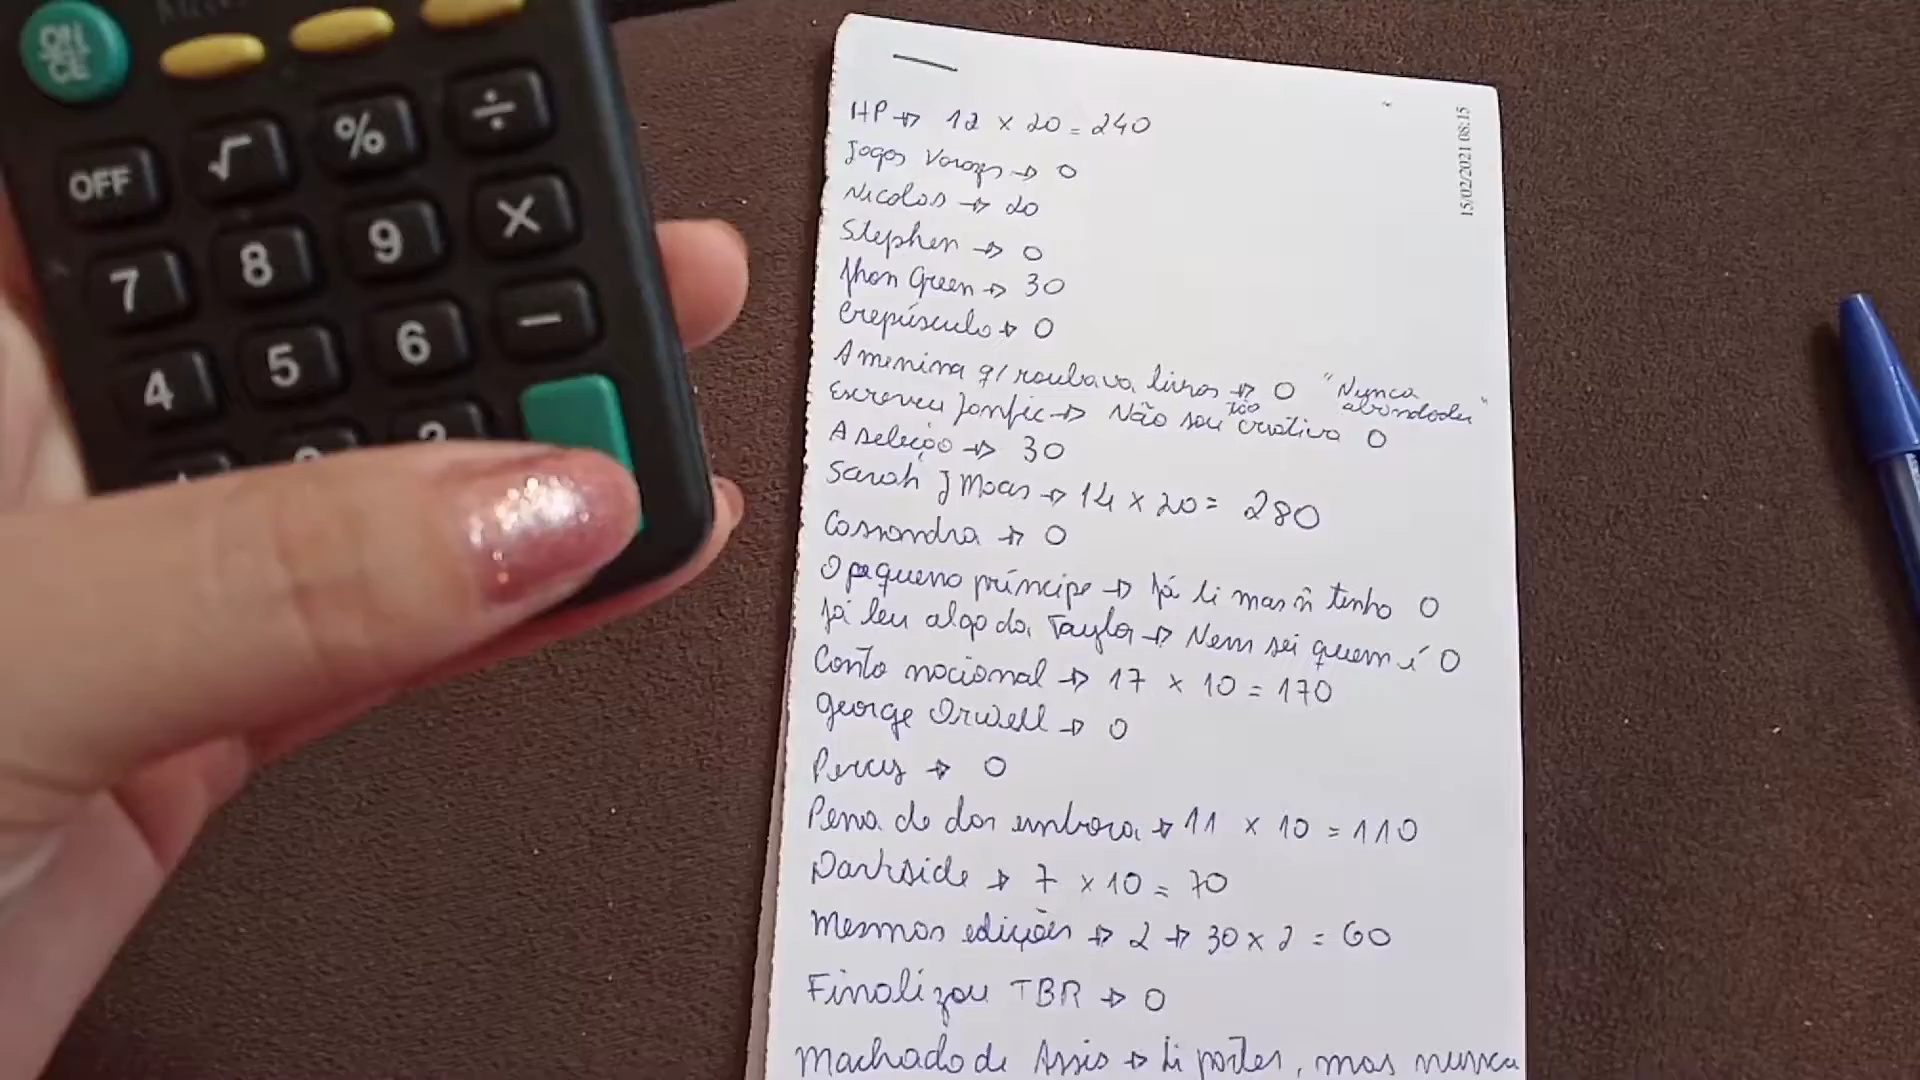 ON
CE
OFF
√
%
÷
7
8
9
X
4
5
6
−
15/02/2021 08:15
HP → 12 x 20 = 240
Jogos Vorazes → 0
Nicolas → 20
Stephen → 0
Jhon Green → 30
Crepúsculo → 0
A menina q/ roubava livros → 0 "Nunca abandodei"
Escreveu fanfic → Não sou tão criativa 0
A seleção → 30
Sarah J Moas → 14 x 20 = 280
Cassandra → 0
O pequeno príncipe → Já li mas ñ tenho 0
Já leu algo da Taylor → Nem sei quem é 0
Conto nacional → 17 x 10 = 170
George Orwell → 0
Percy → 0
Pena de dar embora → 11 x 10 = 110
Darkside → 7 x 10 = 70
Mesmas edições → 2 → 30 x 2 = 60
Finalizou TBR → 0
Machado de Assis → Li partes, mas nunca